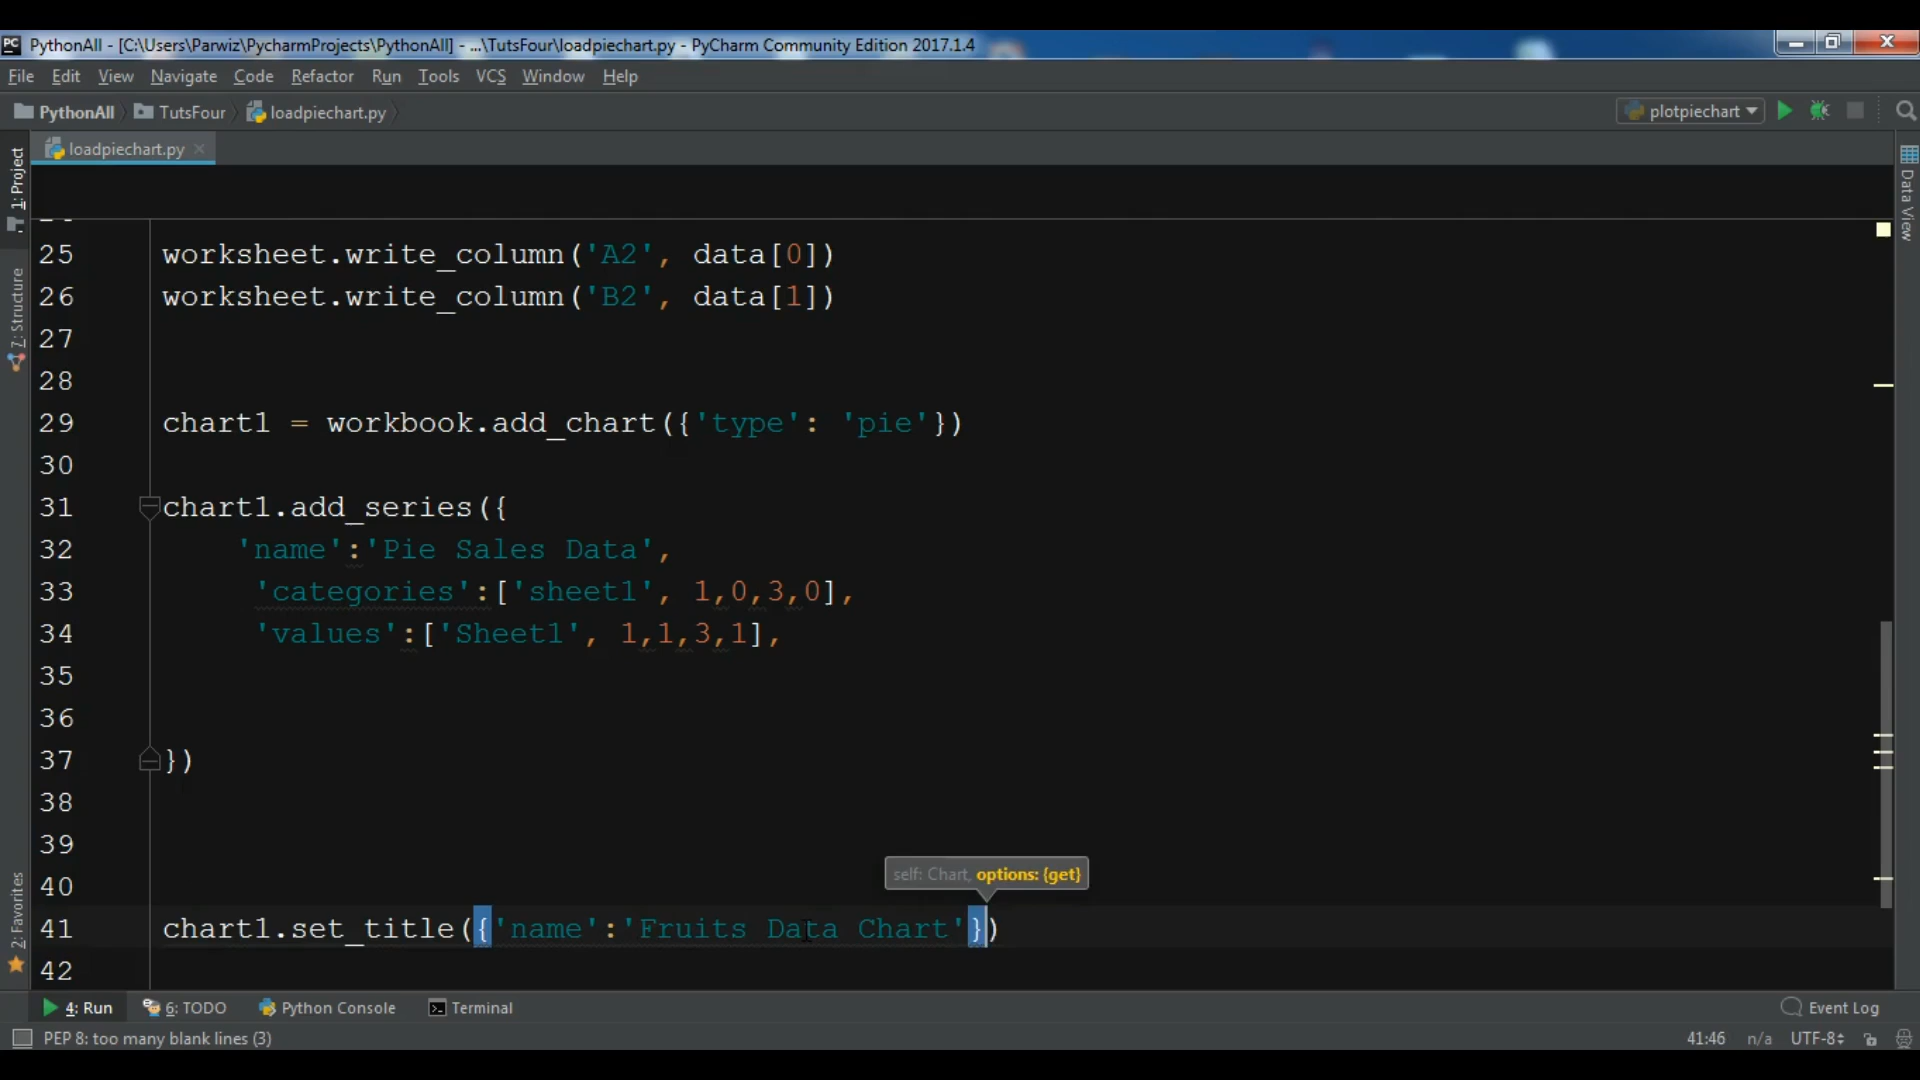 PC PythonAll - [C:\Users\Parwiz\PycharmProjects\PythonAll] - ...\TutsFour\loadpiechart.py - PyCharm Community Edition 2017.1.4
File Edit View Navigate Code Refactor Run Tools VCS Window Help
PythonAll TutsFour loadpiechart.py plotpiechart
loadpiechart.py
1: Project
7: Structure
2: Favorites
Data View
25 worksheet.write_column('A2', data[0])
26 worksheet.write_column('B2', data[1])
27
28
29 chart1 = workbook.add_chart({'type': 'pie'})
30
31 chart1.add_series({
32 'name':'Pie Sales Data',
33 'categories':['sheet1', 1,0,3,0],
34 'values':['Sheet1', 1,1,3,1],
35
36
37 })
38
39
40
self: Chart, options: {get}
41 chart1.set_title({'name':'Fruits Data Chart'})
42
4: Run 6: TODO Python Console Terminal Event Log
PEP 8: too many blank lines (3) 41:46 n/a UTF-8